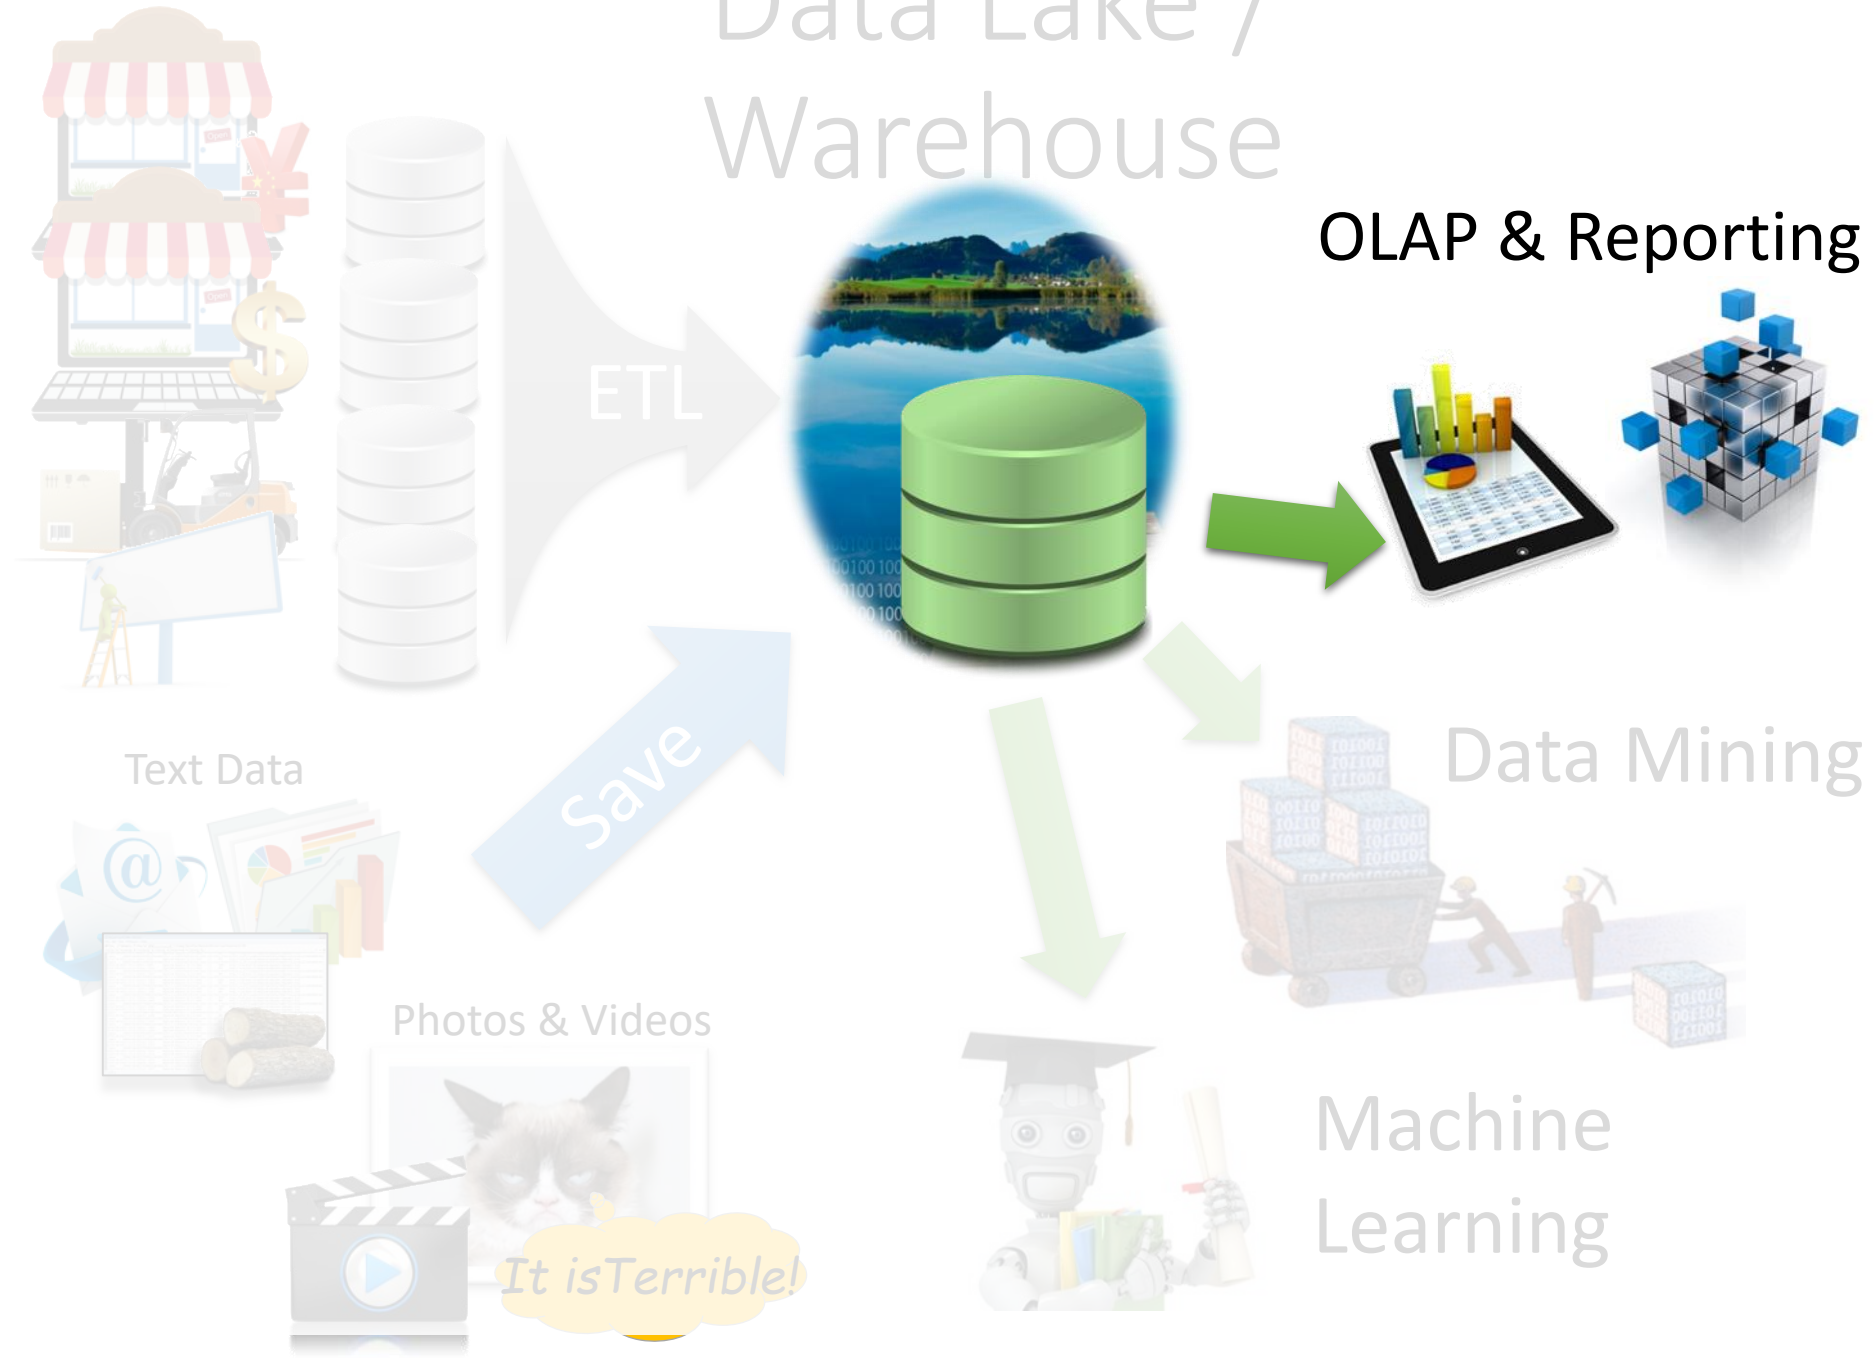 Data Lake /
Warehouse
OLAP & Reporting
ETL
Save
Text Data
Data Mining
Photos & Videos
Machine
Learning
It isTerrible!